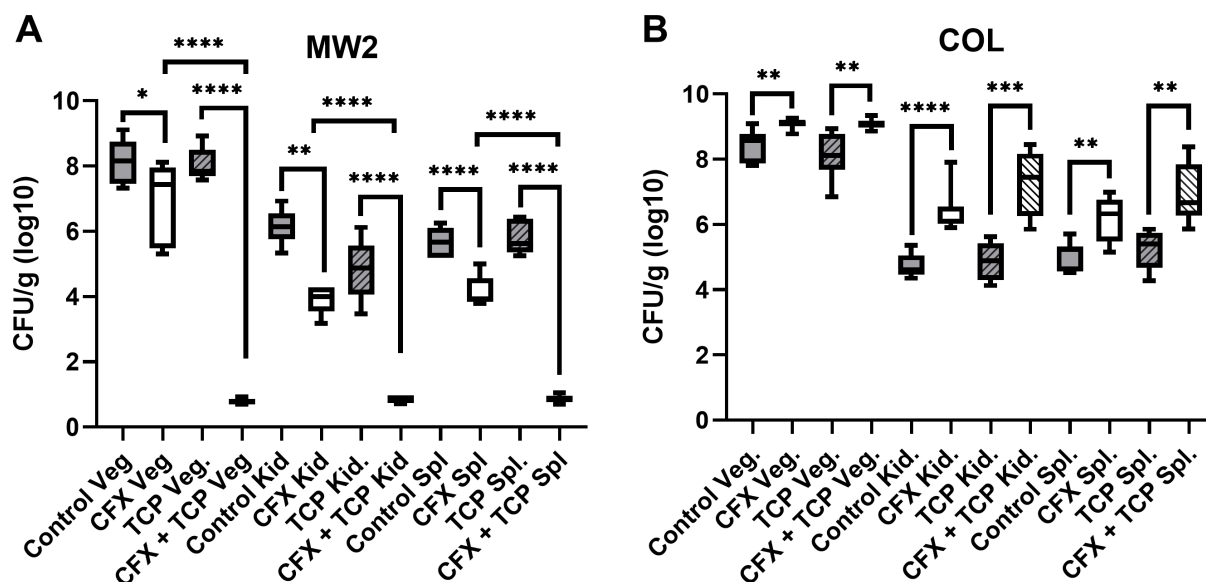 A
MW2
****
* **** **** ****
** **** **** ****
CFU/g (log10)
10
8
6
4
2
0
Control Veg
CFX Veg
TCP Veg.
CFX + TCP Veg
Control Kid
CFX Kid
TCP Kid.
CFX + TCP Kid
Control Spl
CFX Spl
TCP Spl.
CFX + TCP Spl
B
COL
** ** **** *** ** **
CFU/g (log10)
10
8
6
4
2
0
Control Veg.
CFX Veg.
TCP Veg.
CFX + TCP Veg.
Control Kid.
CFX Kid.
TCP Kid.
CFX + TCP Kid.
Control Spl.
CFX Spl.
TCP Spl.
CFX + TCP Spl.